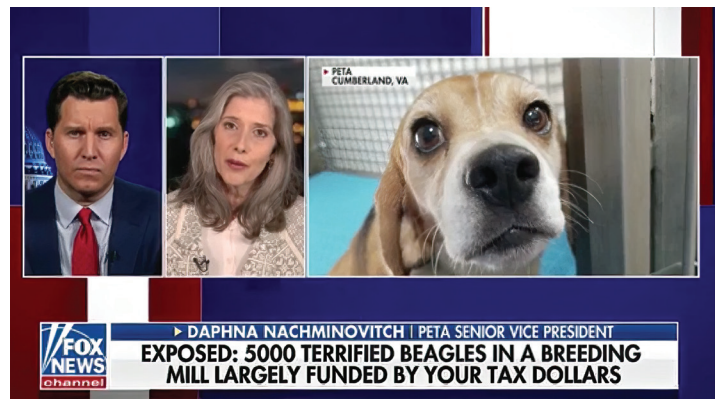 ▸ PETA
CUMBERLAND, VA
▸ DAPHNA NACHMINOVITCH | PETA SENIOR VICE PRESIDENT
FOX
NEWS
channel
EXPOSED: 5000 TERRIFIED BEAGLES IN A BREEDING
MILL LARGELY FUNDED BY YOUR TAX DOLLARS